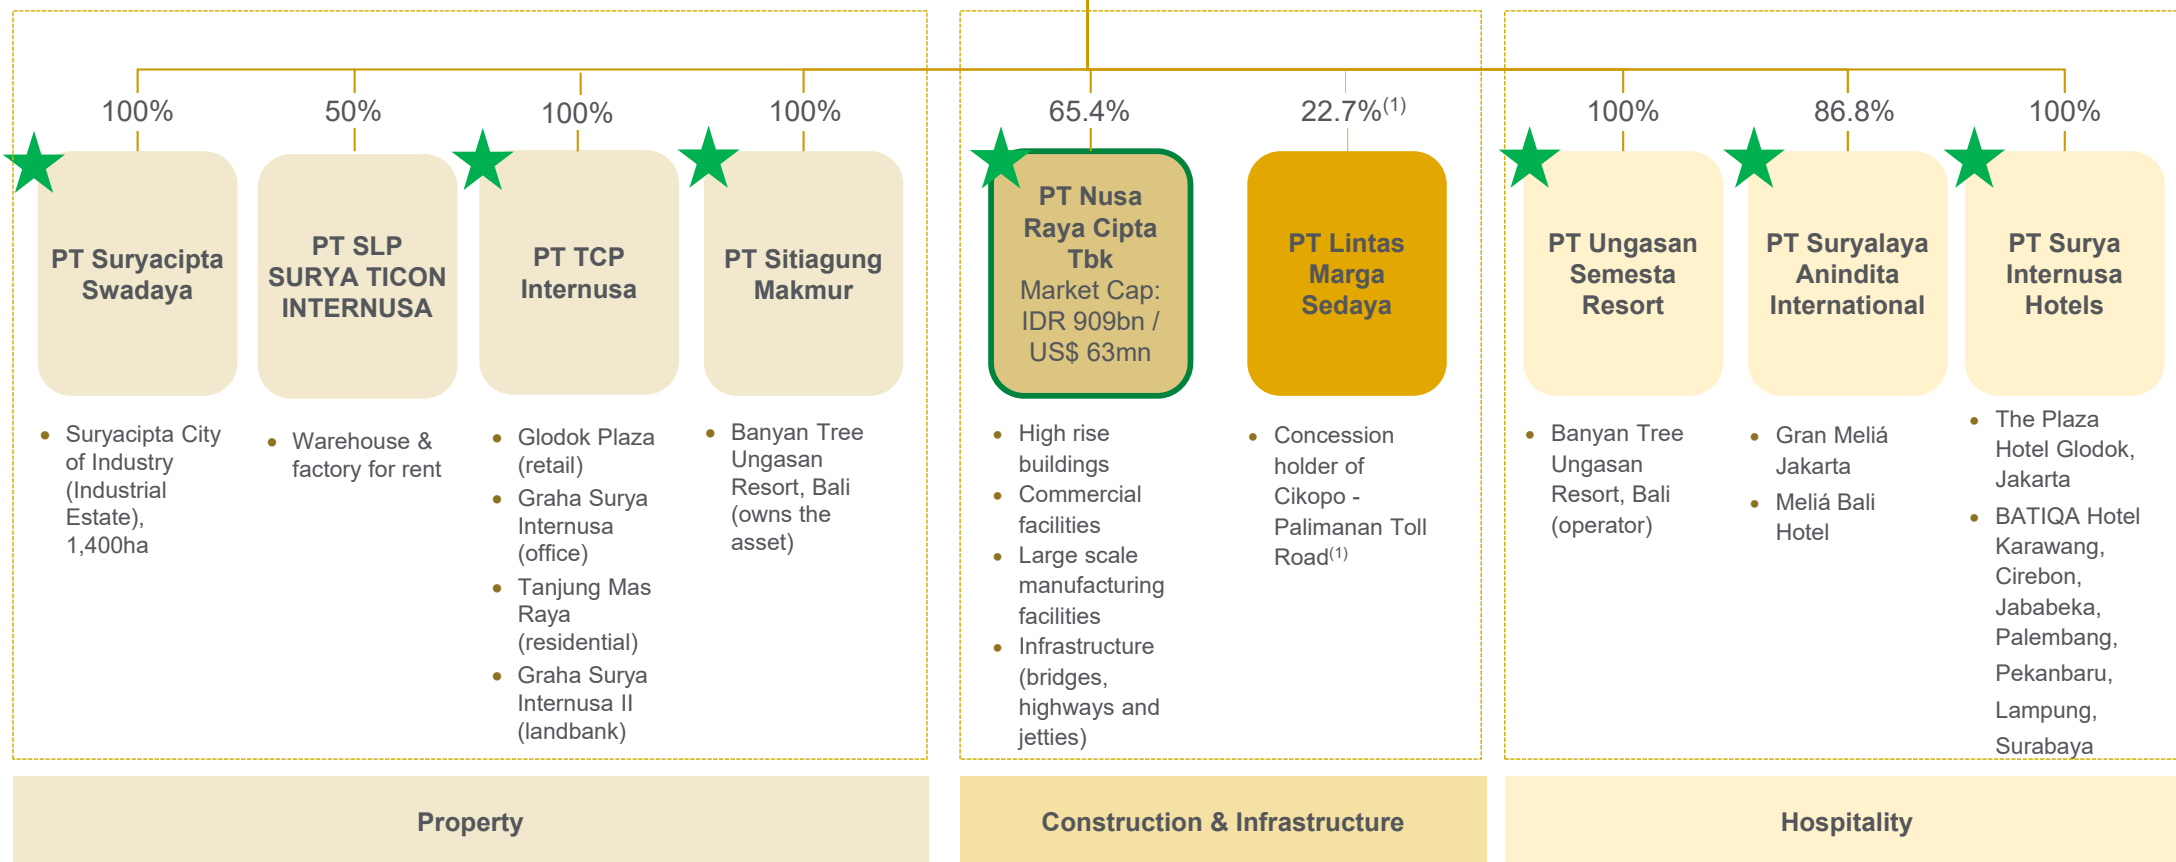 100%
50%
100%
100%
65.4%
22.7%(1)
100%
86.8%
100%
PT Suryacipta
Swadaya
PT SLP
SURYA TICON
INTERNUSA
PT TCP
Internusa
PT Sitiagung
Makmur
PT Nusa
Raya Cipta
Tbk
Market Cap:
IDR 909bn /
US$ 63mn
PT Lintas
Marga
Sedaya
PT Ungasan
Semesta
Resort
PT Suryalaya
Anindita
International
PT Surya
Internusa
Hotels
• Suryacipta City
of Industry
(Industrial
Estate),
1,400ha
• Warehouse &
factory for rent
• Glodok Plaza
(retail)
• Graha Surya
Internusa
(office)
• Tanjung Mas
Raya
(residential)
• Graha Surya
Internusa II
(landbank)
• Banyan Tree
Ungasan
Resort, Bali
(owns the
asset)
• High rise
buildings
• Commercial
facilities
• Large scale
manufacturing
facilities
• Infrastructure
(bridges,
highways and
jetties)
• Concession
holder of
Cikopo -
Palimanan Toll
Road(1)
• Banyan Tree
Ungasan
Resort, Bali
(operator)
• Gran Meliá
Jakarta
• Meliá Bali
Hotel
• The Plaza
Hotel Glodok,
Jakarta
• BATIQA Hotel
Karawang,
Cirebon,
Jababeka,
Palembang,
Pekanbaru,
Lampung,
Surabaya
Property
Construction & Infrastructure
Hospitality